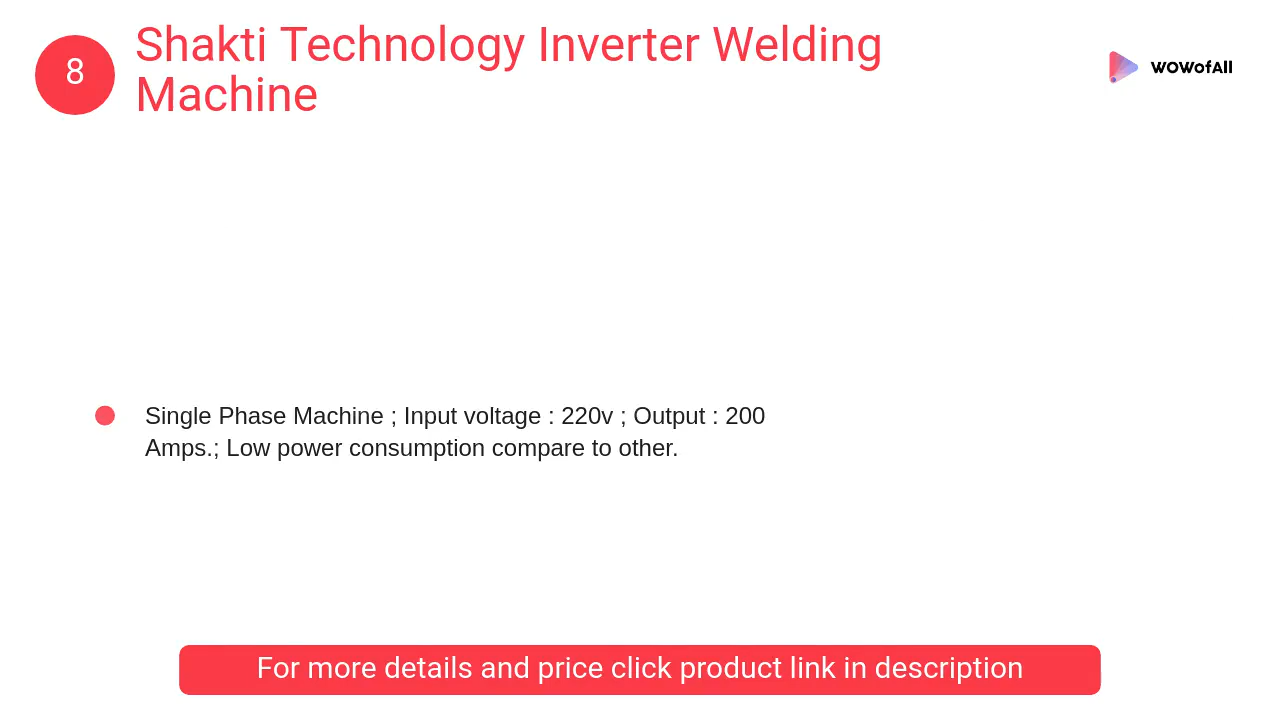 8
Shakti Technology Inverter Welding
Machine
WOWofAll
Single Phase Machine ; Input voltage : 220v ; Output : 200
Amps.; Low power consumption compare to other.
For more details and price click product link in description